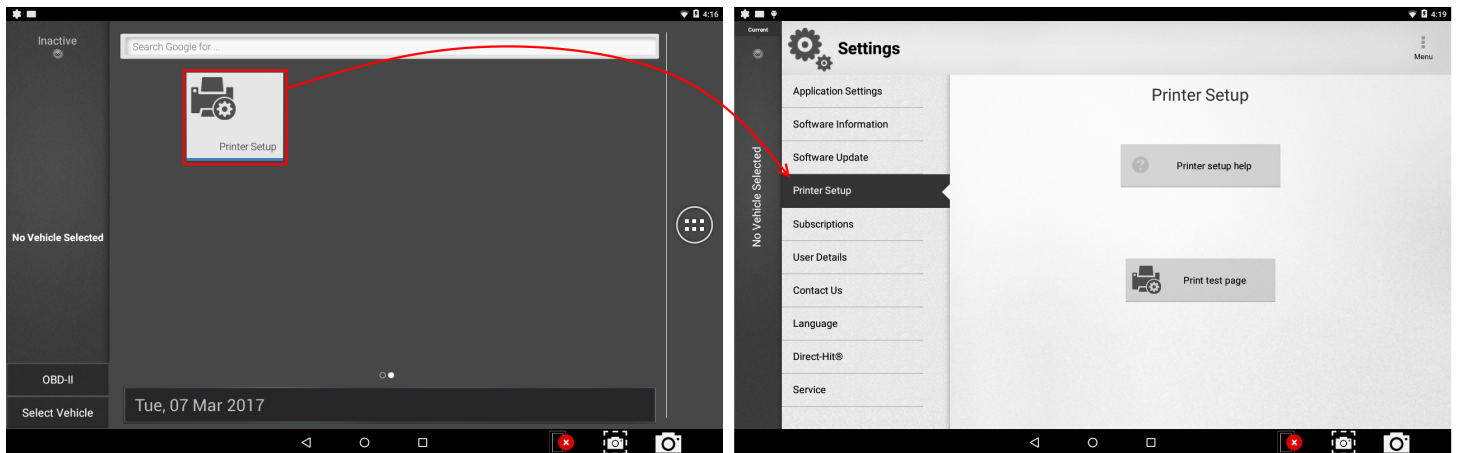 4:16
Inactive
Search Google for ...
Printer Setup
No Vehicle Selected
OBD-II
Select Vehicle
Tue, 07 Mar 2017
4:19
Current
Settings
Menu
No Vehicle Selected
Application Settings
Software Information
Software Update
Printer Setup
Subscriptions
User Details
Contact Us
Language
Direct-Hit®
Service
Printer Setup
? Printer setup help
Print test page